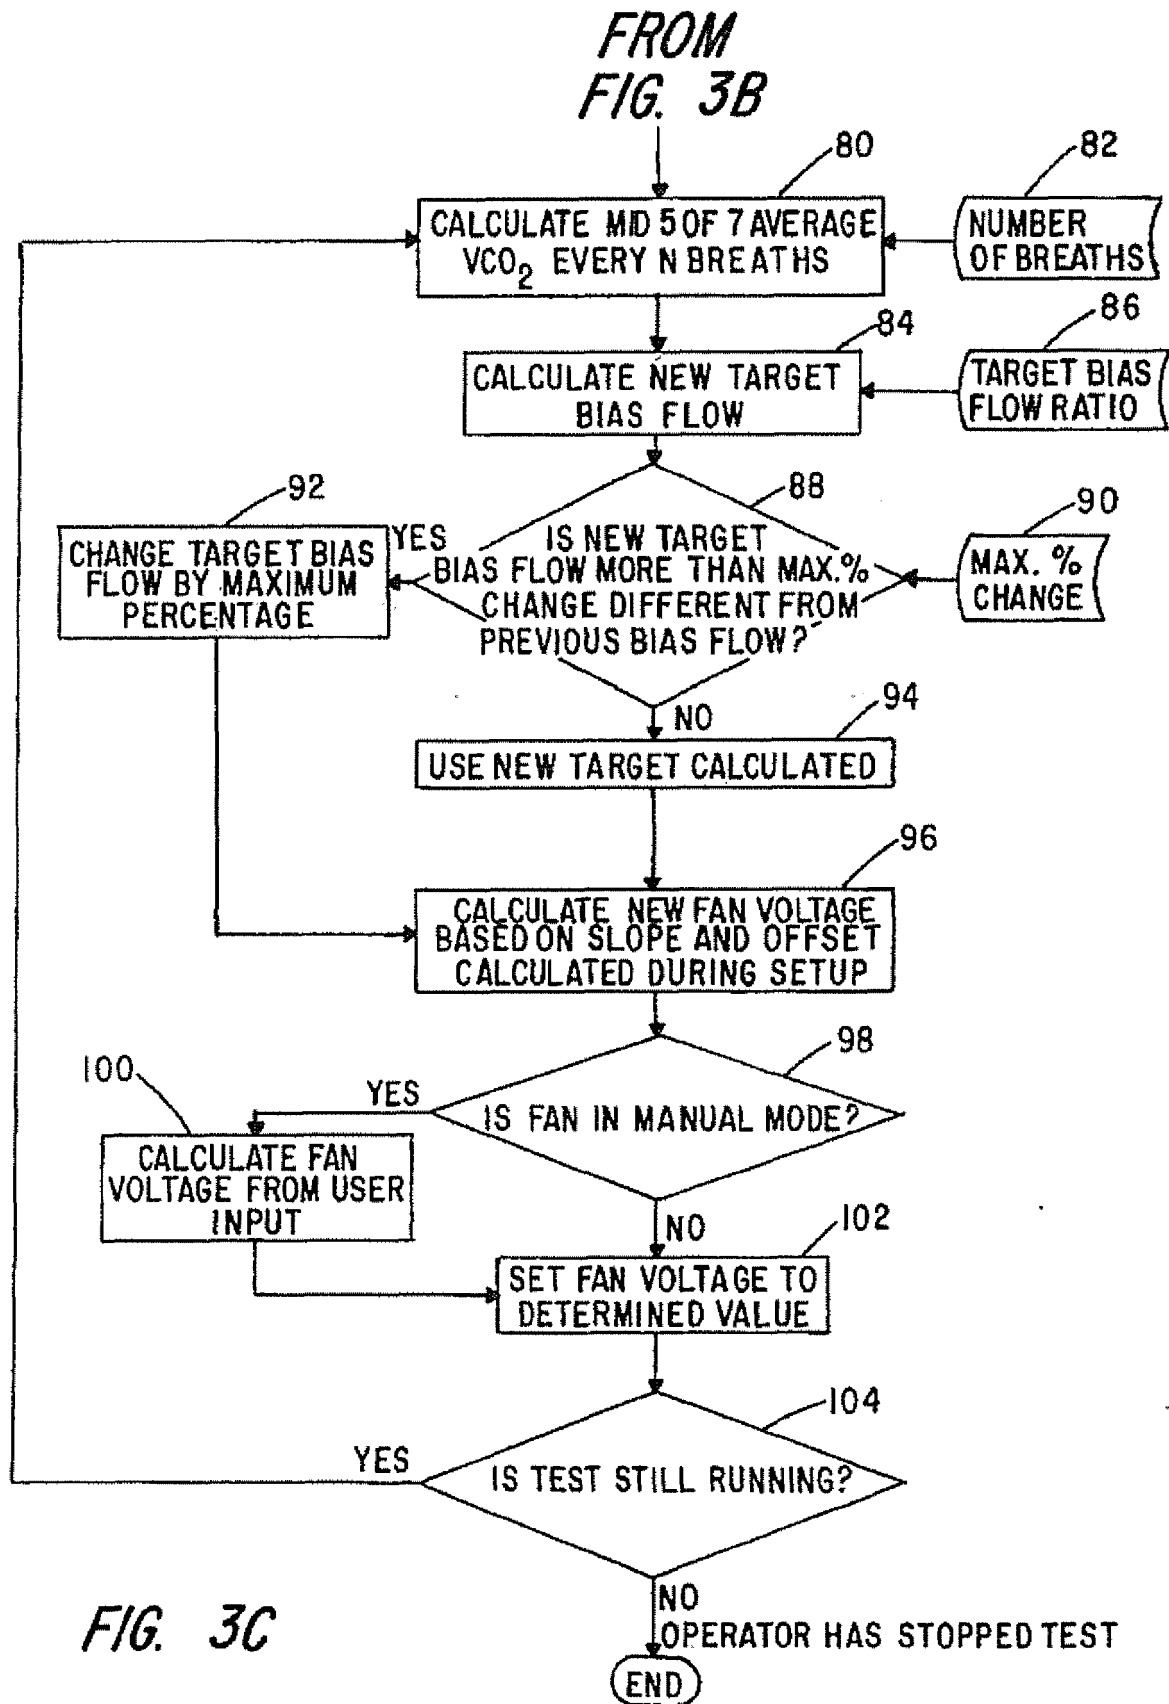 FROM
FIG. 3B
80
82
CALCULATE MID 5 OF 7 AVERAGE
VCO2 EVERY N BREATHS
NUMBER
OF BREATHS
84
86
CALCULATE NEW TARGET
BIAS FLOW
TARGET BIAS
FLOW RATIO
92
88
90
CHANGE TARGET BIAS
FLOW BY MAXIMUM
PERCENTAGE
YES
IS NEW TARGET
BIAS FLOW MORE THAN MAX.%
CHANGE DIFFERENT FROM
PREVIOUS BIAS FLOW?
MAX. %
CHANGE
NO
94
USE NEW TARGET CALCULATED
96
CALCULATE NEW FAN VOLTAGE
BASED ON SLOPE AND OFFSET
CALCULATED DURING SETUP
98
100
YES
IS FAN IN MANUAL MODE?
CALCULATE FAN
VOLTAGE FROM USER
INPUT
NO
102
SET FAN VOLTAGE TO
DETERMINED VALUE
104
YES
IS TEST STILL RUNNING?
NO
OPERATOR HAS STOPPED TEST
END
FIG. 3C